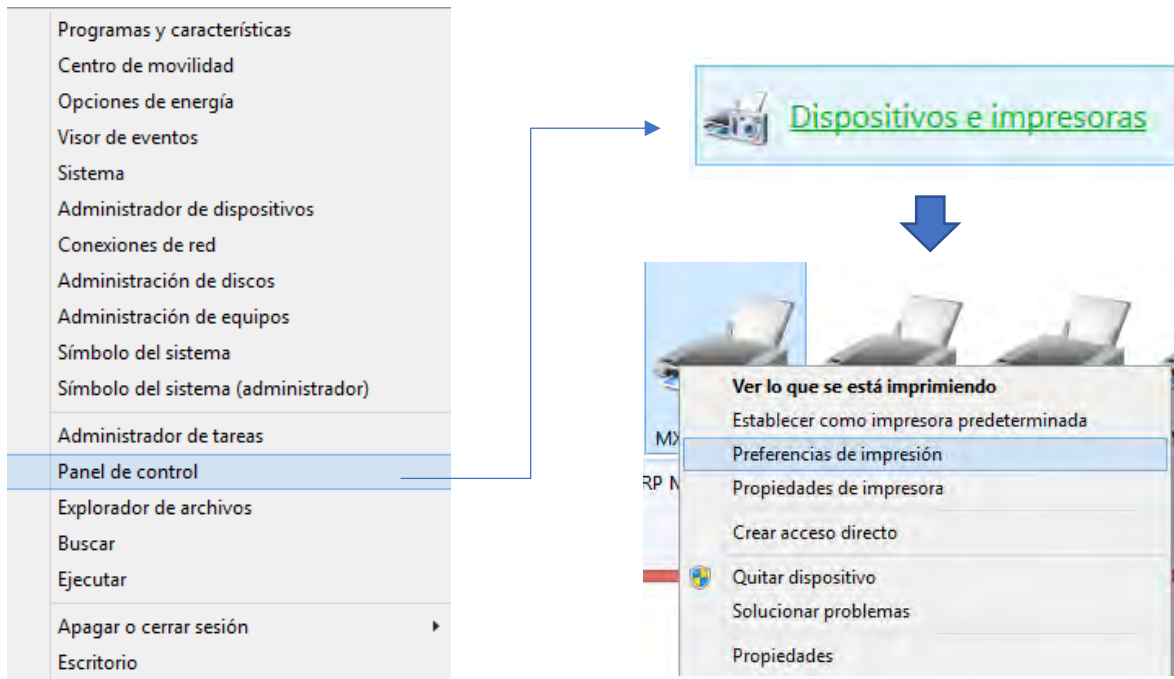 Programas y características
Centro de movilidad
Opciones de energía
Visor de eventos
Sistema
Administrador de dispositivos
Conexiones de red
Administración de discos
Administración de equipos
Símbolo del sistema
Símbolo del sistema (administrador)
Administrador de tareas
Panel de control
Explorador de archivos
Buscar
Ejecutar
Apagar o cerrar sesión
Escritorio
Dispositivos e impresoras
Ver lo que se está imprimiendo
Establecer como impresora predeterminada
Preferencias de impresión
Propiedades de impresora
Crear acceso directo
Quitar dispositivo
Solucionar problemas
Propiedades